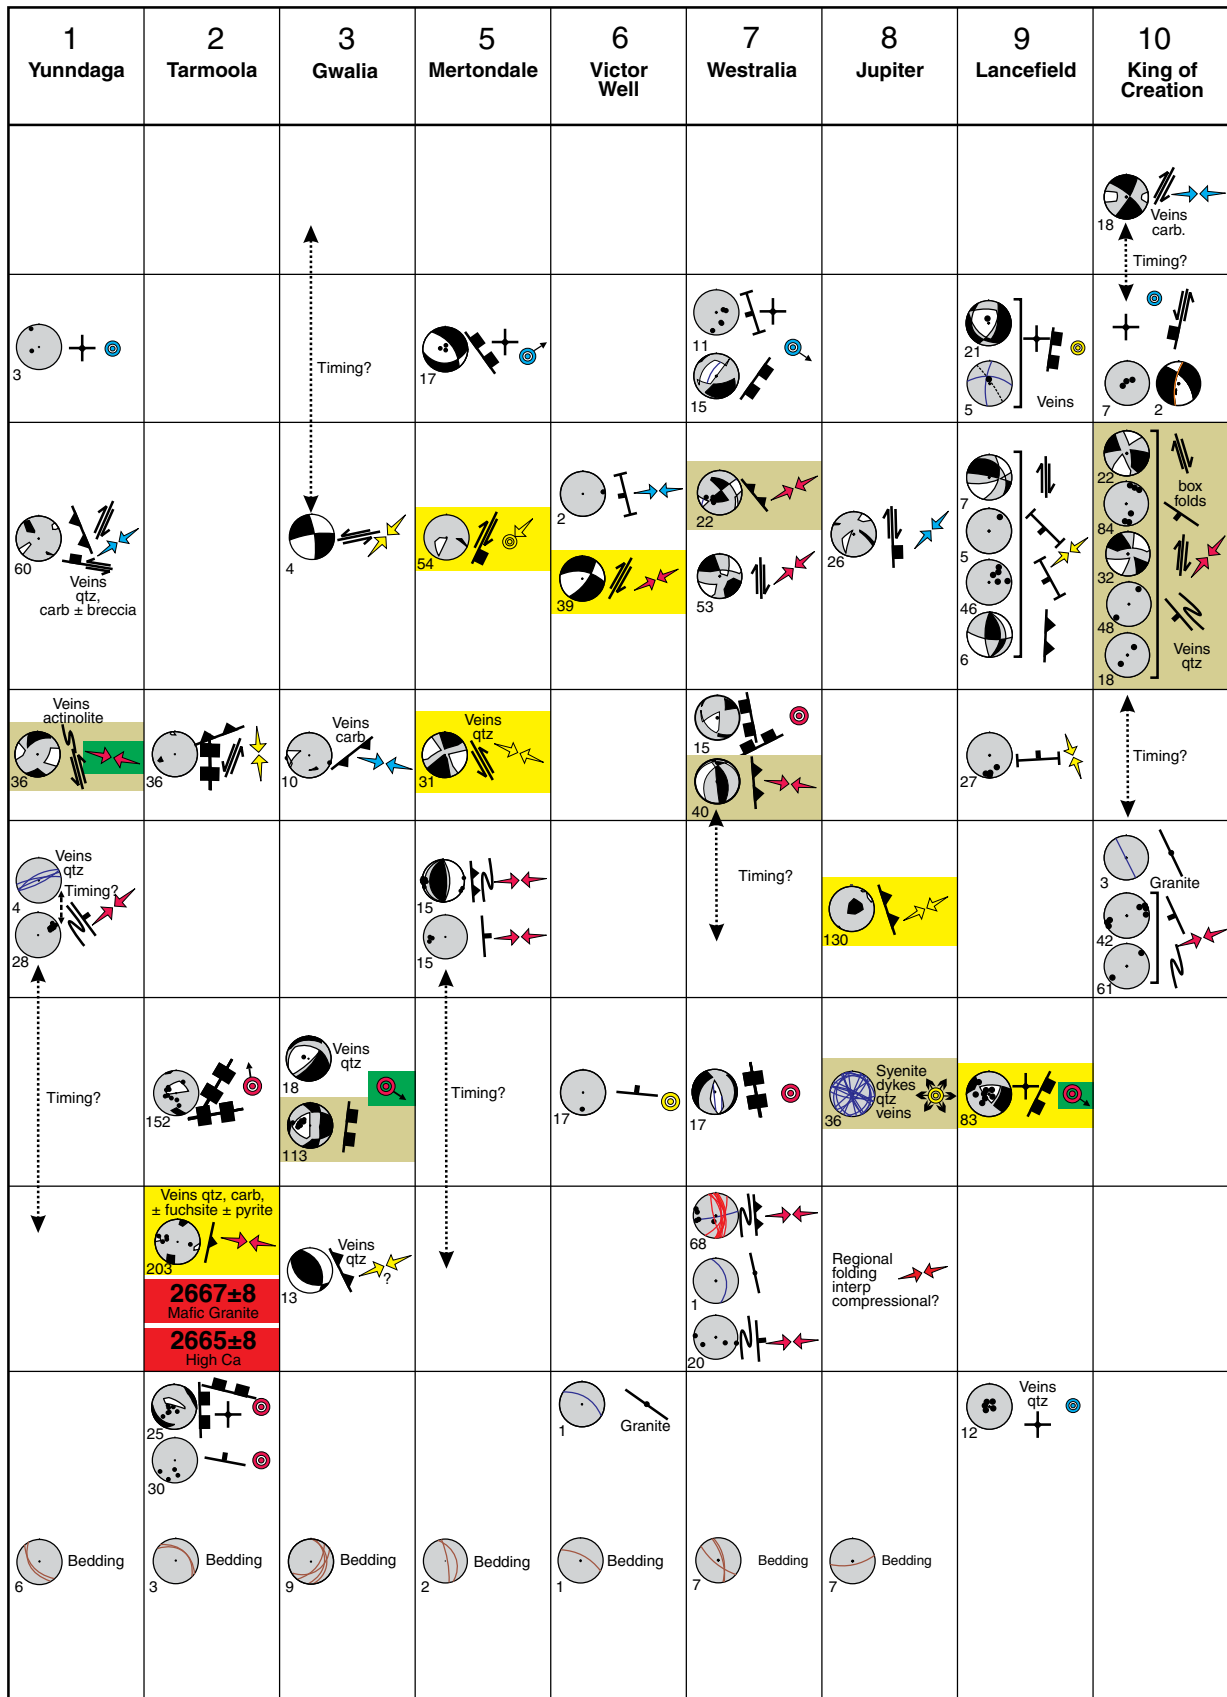 1 2 3 5 6 7 8 9 10
Yunndaga Tarmoola Gwalia Mertondale Victor Well Westralia Jupiter Lancefield King of Creation
18
Veins
carb.
Timing?
3
Timing?
17
11
15
21
5
Veins
7
2
60
Veins
qtz,
carb ± breccia
4
54
2
39
22
53
26
7
5
46
6
22
box
folds
84
32
48
Veins
qtz
18
Veins
actinolite
36
36
Veins
carb
10
Veins
qtz
31
15
40
27
Timing?
Veins
qtz
Timing?
4
28
15
15
Timing?
130
3
Granite
42
61
Timing?
152
Veins
qtz
18
113
Timing?
17
17
Syenite
dykes
qtz
veins
36
83
Veins qtz, carb,
± fuchsite ± pyrite
203
2667±8
Mafic Granite
2665±8
High Ca
Veins
qtz
?
13
68
1
20
Regional
folding
interp
compressional?
25
30
1
Granite
Veins
qtz
12
Bedding
6
Bedding
3
Bedding
9
Bedding
2
Bedding
1
Bedding
7
Bedding
7